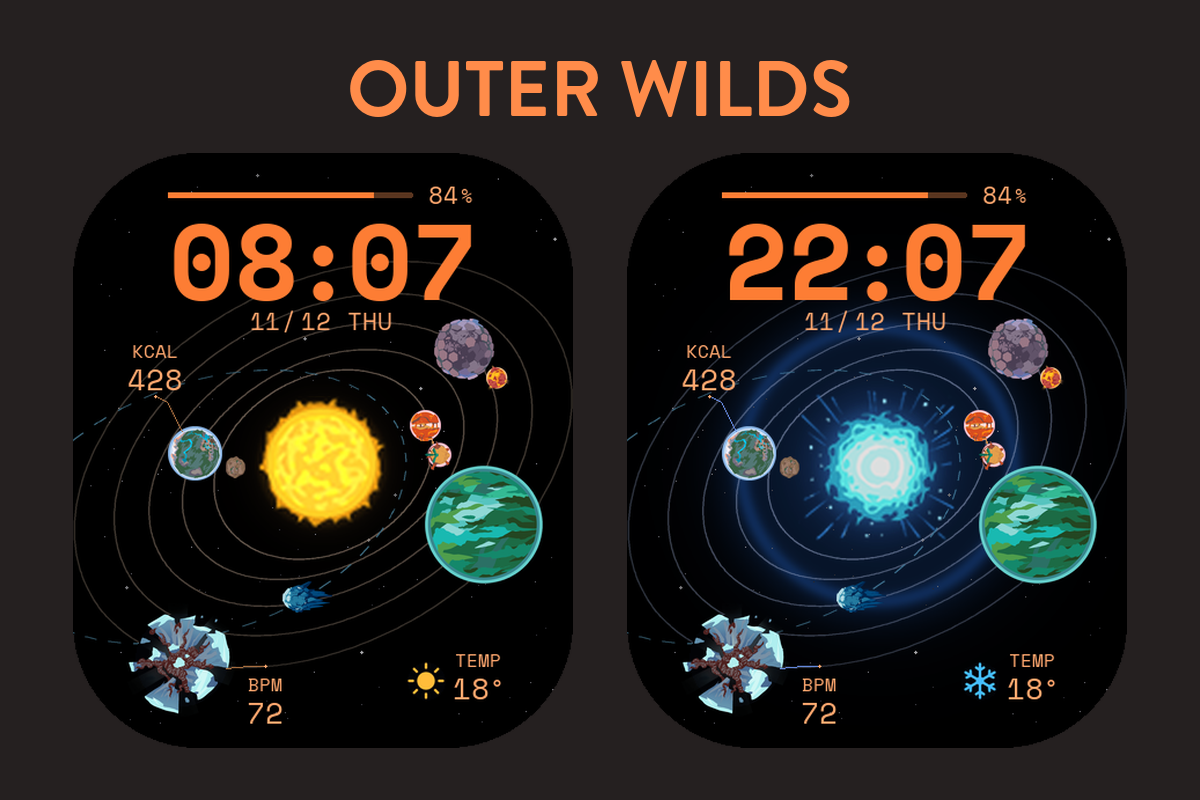 OUTER WILDS
84%
08:07
11/12 THU
KCAL
428
TEMP
18°
BPM
72
84%
22:07
11/12 THU
KCAL
428
TEMP
18°
BPM
72